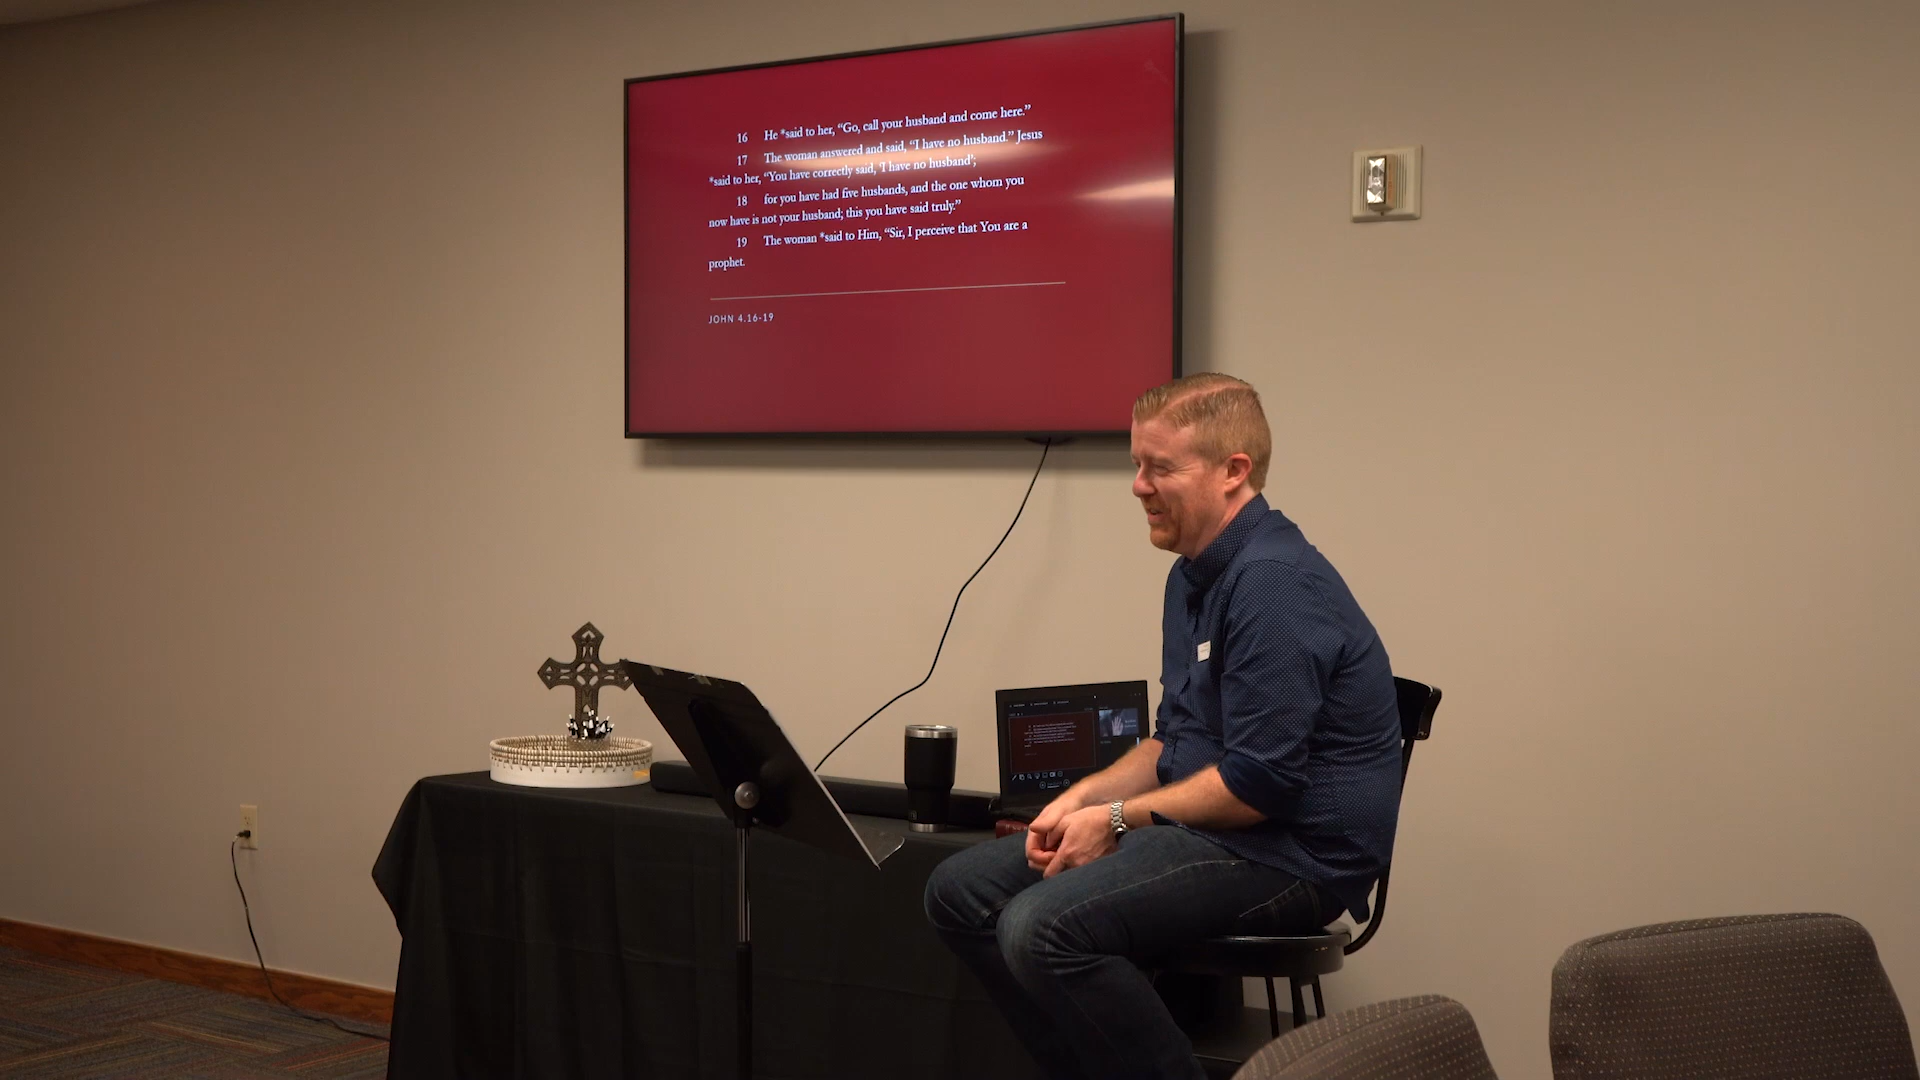 16 He *said to her, “Go, call your husband and come here.”
17 The woman answered and said, “I have no husband.” Jesus
*said to her, “You have correctly said, ‘I have no husband’;
18 for you have had five husbands, and the one whom you
now have is not your husband; this you have said truly.”
19 The woman *said to Him, “Sir, I perceive that You are a
prophet.
JOHN 4.16-19